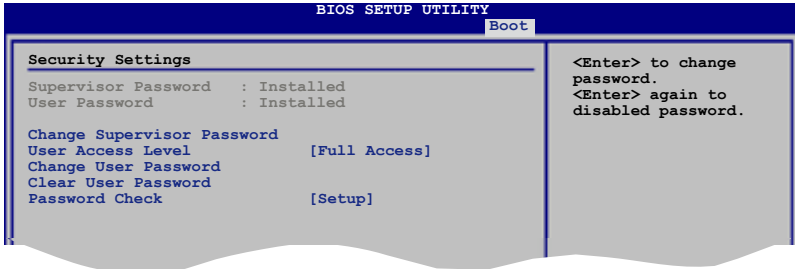 BIOS SETUP UTILITY
Boot
Security Settings
Supervisor Password : Installed
User Password : Installed
Change Supervisor Password
User Access Level [Full Access]
Change User Password
Clear User Password
Password Check [Setup]
<Enter> to change
password.
<Enter> again to
disabled password.